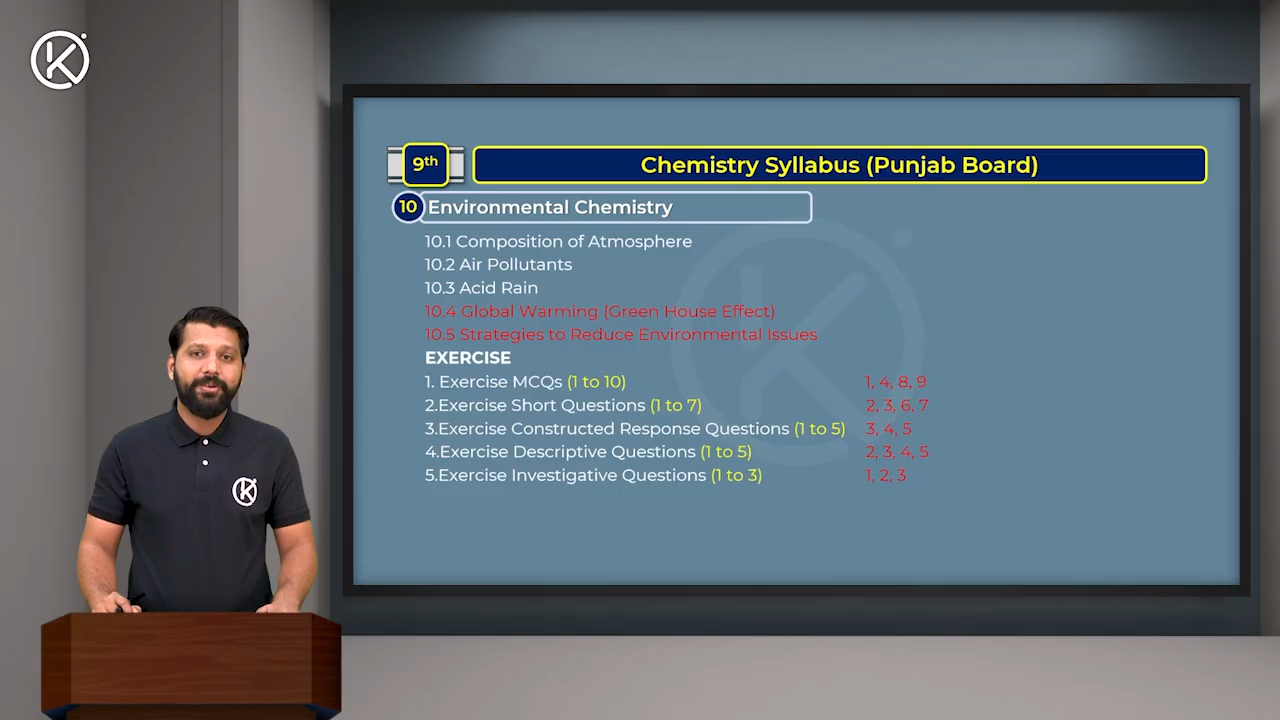 K
9th
Chemistry Syllabus (Punjab Board)
10
Environmental Chemistry
10.1 Composition of Atmosphere
10.2 Air Pollutants
10.3 Acid Rain
10.4 Global Warming (Green House Effect)
10.5 Strategies to Reduce Environmental Issues
EXERCISE
1. Exercise MCQs (1 to 10) 1, 4, 8, 9
2.Exercise Short Questions (1 to 7) 2, 3, 6, 7
3.Exercise Constructed Response Questions (1 to 5) 3, 4, 5
4.Exercise Descriptive Questions (1 to 5) 2, 3, 4, 5
5.Exercise Investigative Questions (1 to 3) 1, 2, 3
K